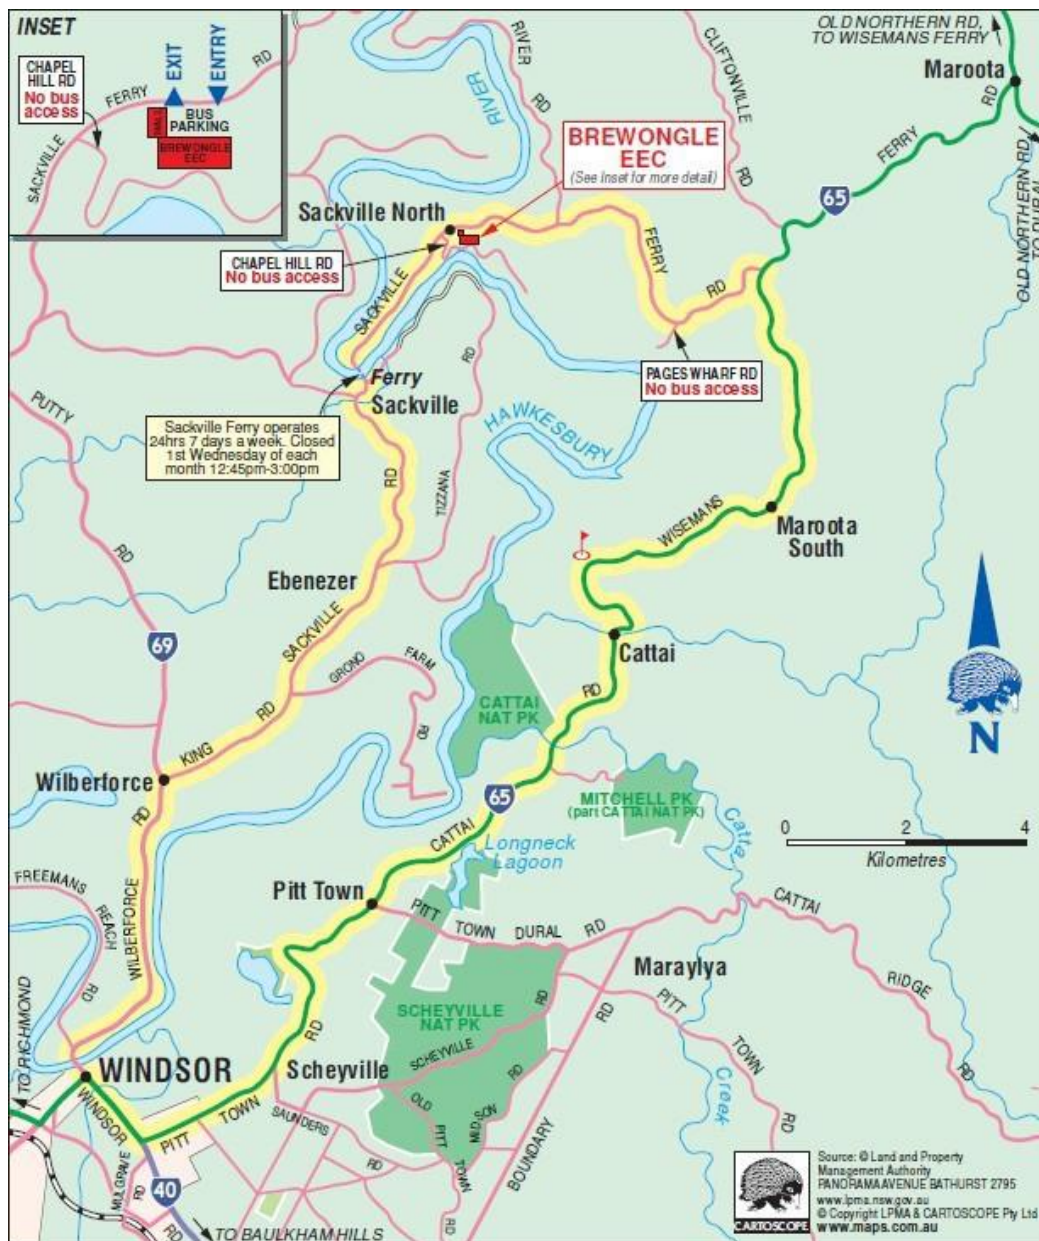 INSET
CHAPEL
HILL RD
No bus
access
EXIT
ENTRY
FERRY
RD
BUS
PARKING
HALL
BREWONGLE
EEC
SACKVILLE
RIVER
RD
RIVER
CLIFTONVILLE
RD
OLD NORTHERN RD,
TO WISEMANS FERRY
Maroota
RD
FERRY
65
OLD NORTHERN RD /
TO DURAL
BREWONGLE
EEC
(See Inset for more detail)
Sackville North
CHAPEL HILL RD
No bus access
SACKVILLE
FERRY
RD
PAGES WHARF RD
No bus access
Ferry
Sackville
Sackville Ferry operates
24hrs 7 days a week. Closed
1st Wednesday of each
month 12:45pm-3:00pm
PUTTY
RD
69
HAWKESBURY
RD
TIZZANA
RD
WISEMANS
Maroota
South
Ebenezer
SACKVILLE
RD
KING
GRONO
FARM
RD
Cattai
RD
CATTAI
NAT PK
N
Wilberforce
RD
WILBERFORCE
65
CATTAI
MITCHELL PK
(part CATTAI NAT PK)
Cattai
0 2 4
Kilometres
Longneck
Lagoon
FREEMANS
REACH
RD
Pitt Town
PITT
TOWN
DURAL
RD
CATTAI
RIDGE
RD
Maraylya
PITT
TOWN
RD
Creek
SCHEYVILLE
NAT PK
SCHEYVILLE
RD
OLD
PITT
TOWN
RD
RD
BOUNDARY
RD
TO RICHMOND
WINDSOR
Scheyville
RD
TOWN
PITT
WINDSOR
SAUNDERS
RD
MULGRAVE
RD
40
RD
TO BAULKHAM HILLS
CARTOSCOPE
Source: © Land and Property
Management Authority
PANORAMA AVENUE BATHURST 2795
www.lpma.nsw.gov.au
© Copyright LPMA & CARTOSCOPE Pty Ltd
www.maps.com.au